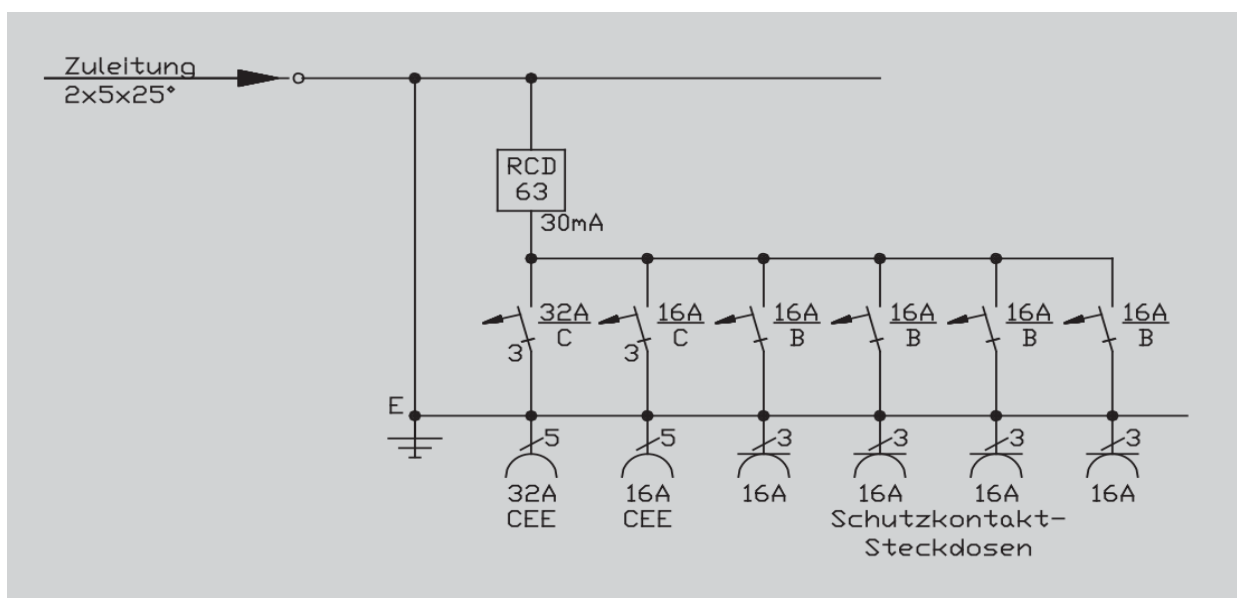 Zuleitung
2x5x25°
RCD
63
30mA
32A
C
3
16A
C
3
16A
B
16A
B
16A
B
16A
B
E
5
5
3
3
3
3
32A
CEE
16A
CEE
16A
16A
16A
16A
Schutzkontakt-
Steckdosen